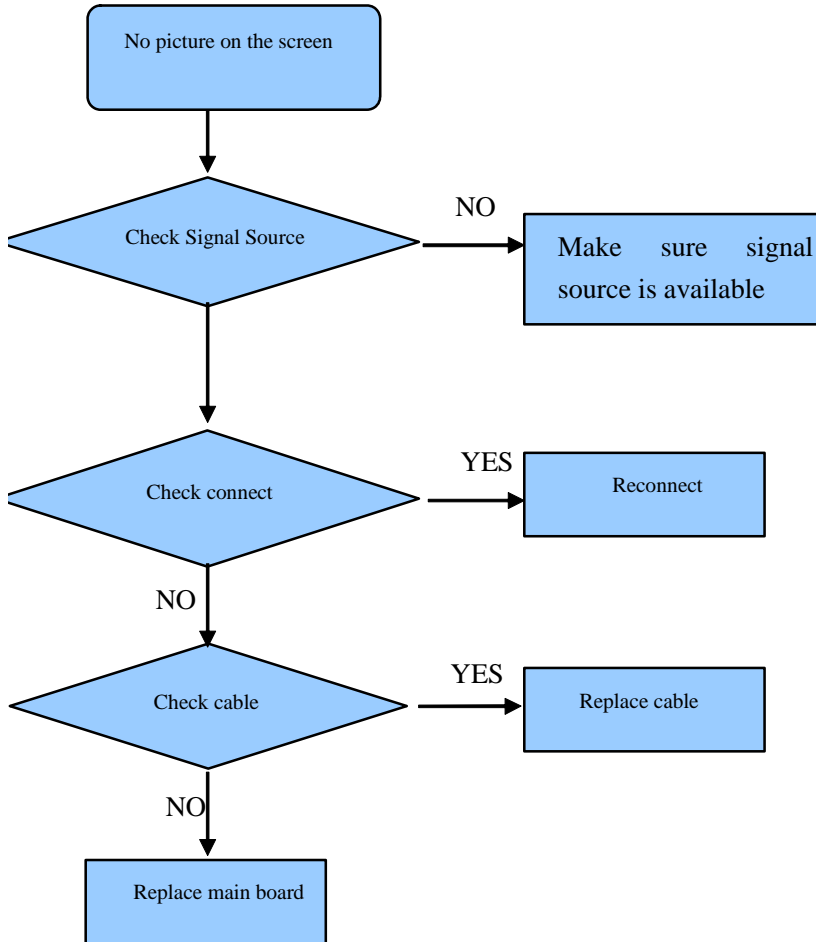 No picture on the screen
Check Signal Source
NO
Make sure signal
source is available
Check connect
YES
Reconnect
NO
Check cable
YES
Replace cable
NO
Replace main board